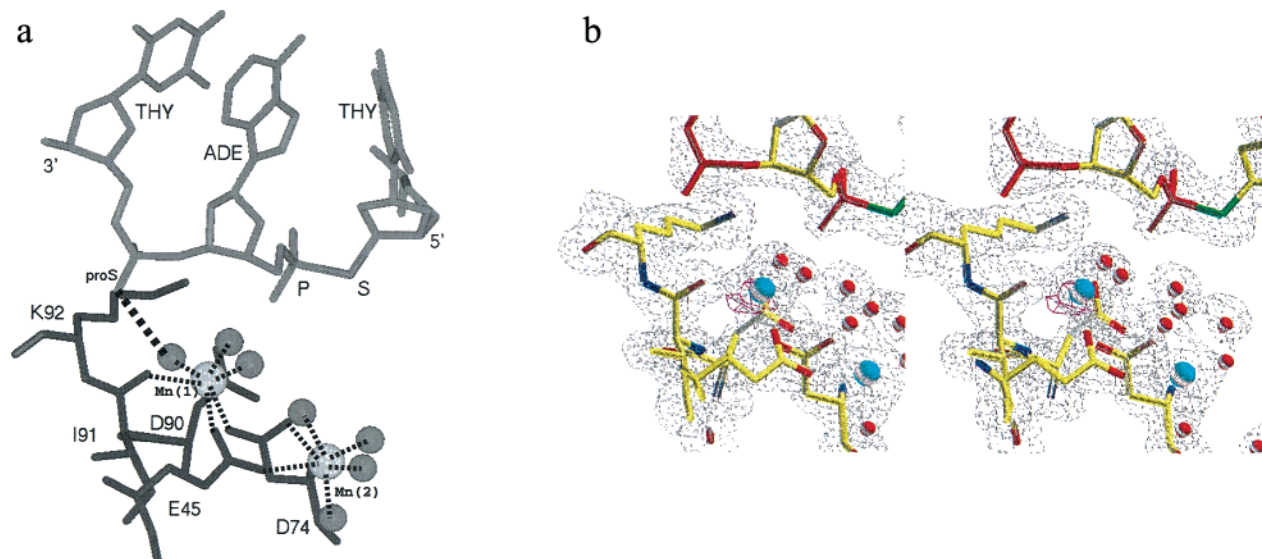 a
b
THY
ADE
THY
3'
5'
proS
P
S
K92
Mn(1)
D90
I91
Mn(2)
E45
D74